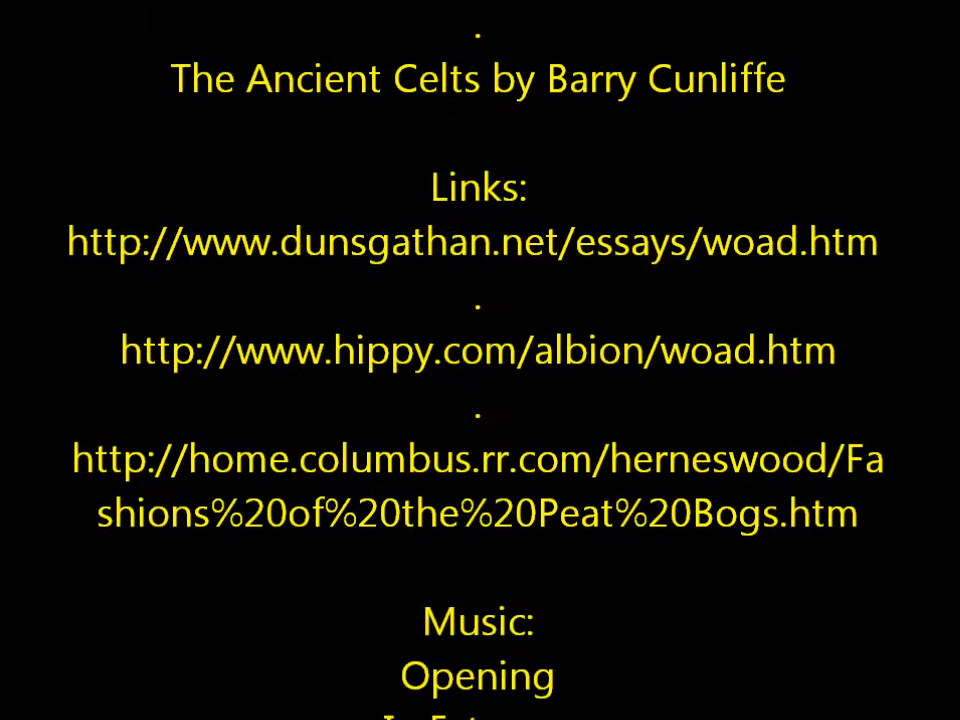 .
The Ancient Celts by Barry Cunliffe
Links:
http://www.dunsgathan.net/essays/woad.htm
.
http://www.hippy.com/albion/woad.htm
.
http://home.columbus.rr.com/herneswood/Fa
shions%20of%20the%20Peat%20Bogs.htm
Music:
Opening